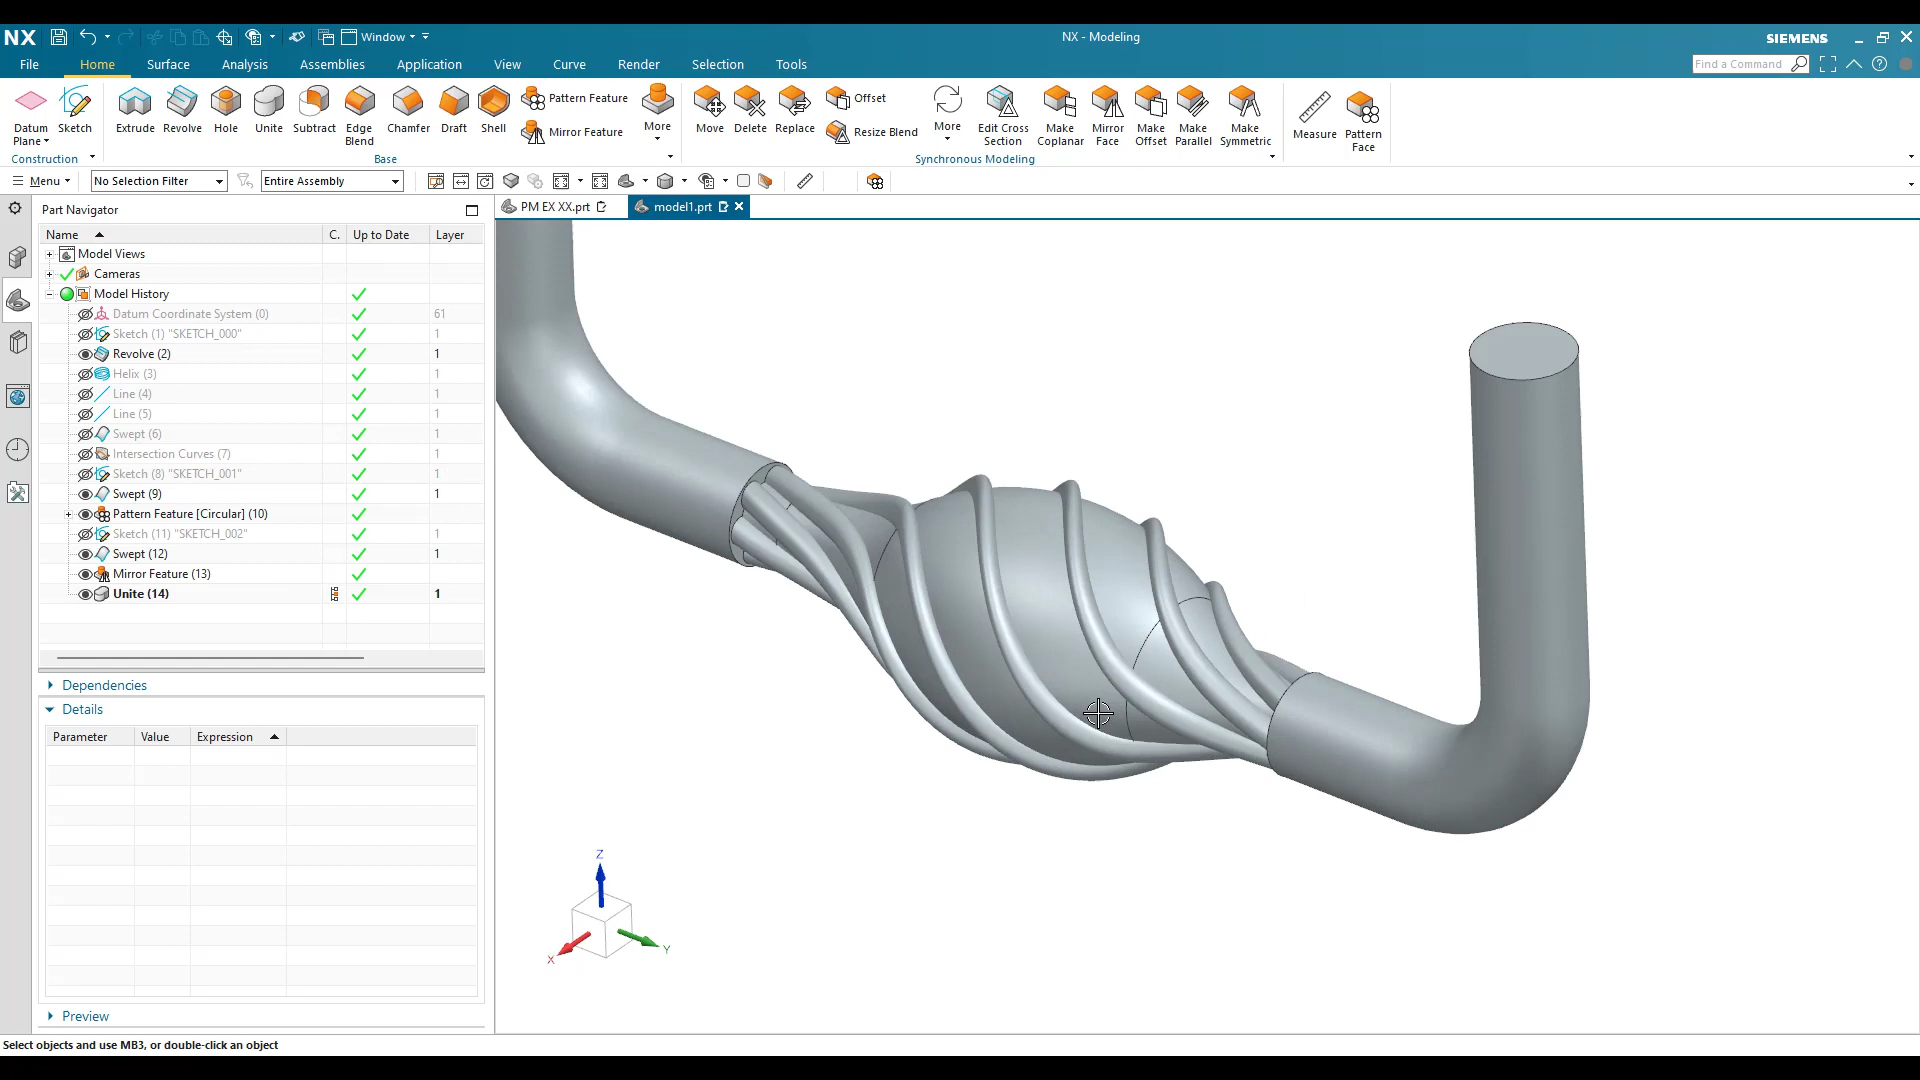 NX Window NX - Modeling SIEMENS
File Home Surface Analysis Assemblies Application View Curve Render Selection Tools Find a Command
Datum Plane Sketch Extrude Revolve Hole Unite Subtract Edge Blend Chamfer Draft Shell Pattern Feature Mirror Feature More Move Delete Replace Offset Resize Blend More Edit Cross Section Make Coplanar Mirror Face Make Offset Make Parallel Make Symmetric Measure Pattern Face
Construction Base Synchronous Modeling
Menu No Selection Filter Entire Assembly
Part Navigator PM EX XX.prt model1.prt
Name C. Up to Date Layer
Model Views
Cameras
Model History
Datum Coordinate System (0) 61
Sketch (1) "SKETCH_000" 1
Revolve (2) 1
Helix (3) 1
Line (4) 1
Line (5) 1
Swept (6) 1
Intersection Curves (7) 1
Sketch (8) "SKETCH_001" 1
Swept (9) 1
Pattern Feature [Circular] (10)
Sketch (11) "SKETCH_002" 1
Swept (12) 1
Mirror Feature (13)
Unite (14) 1
Dependencies
Details
Parameter Value Expression
Z
X Y
Preview
Select objects and use MB3, or double-click an object